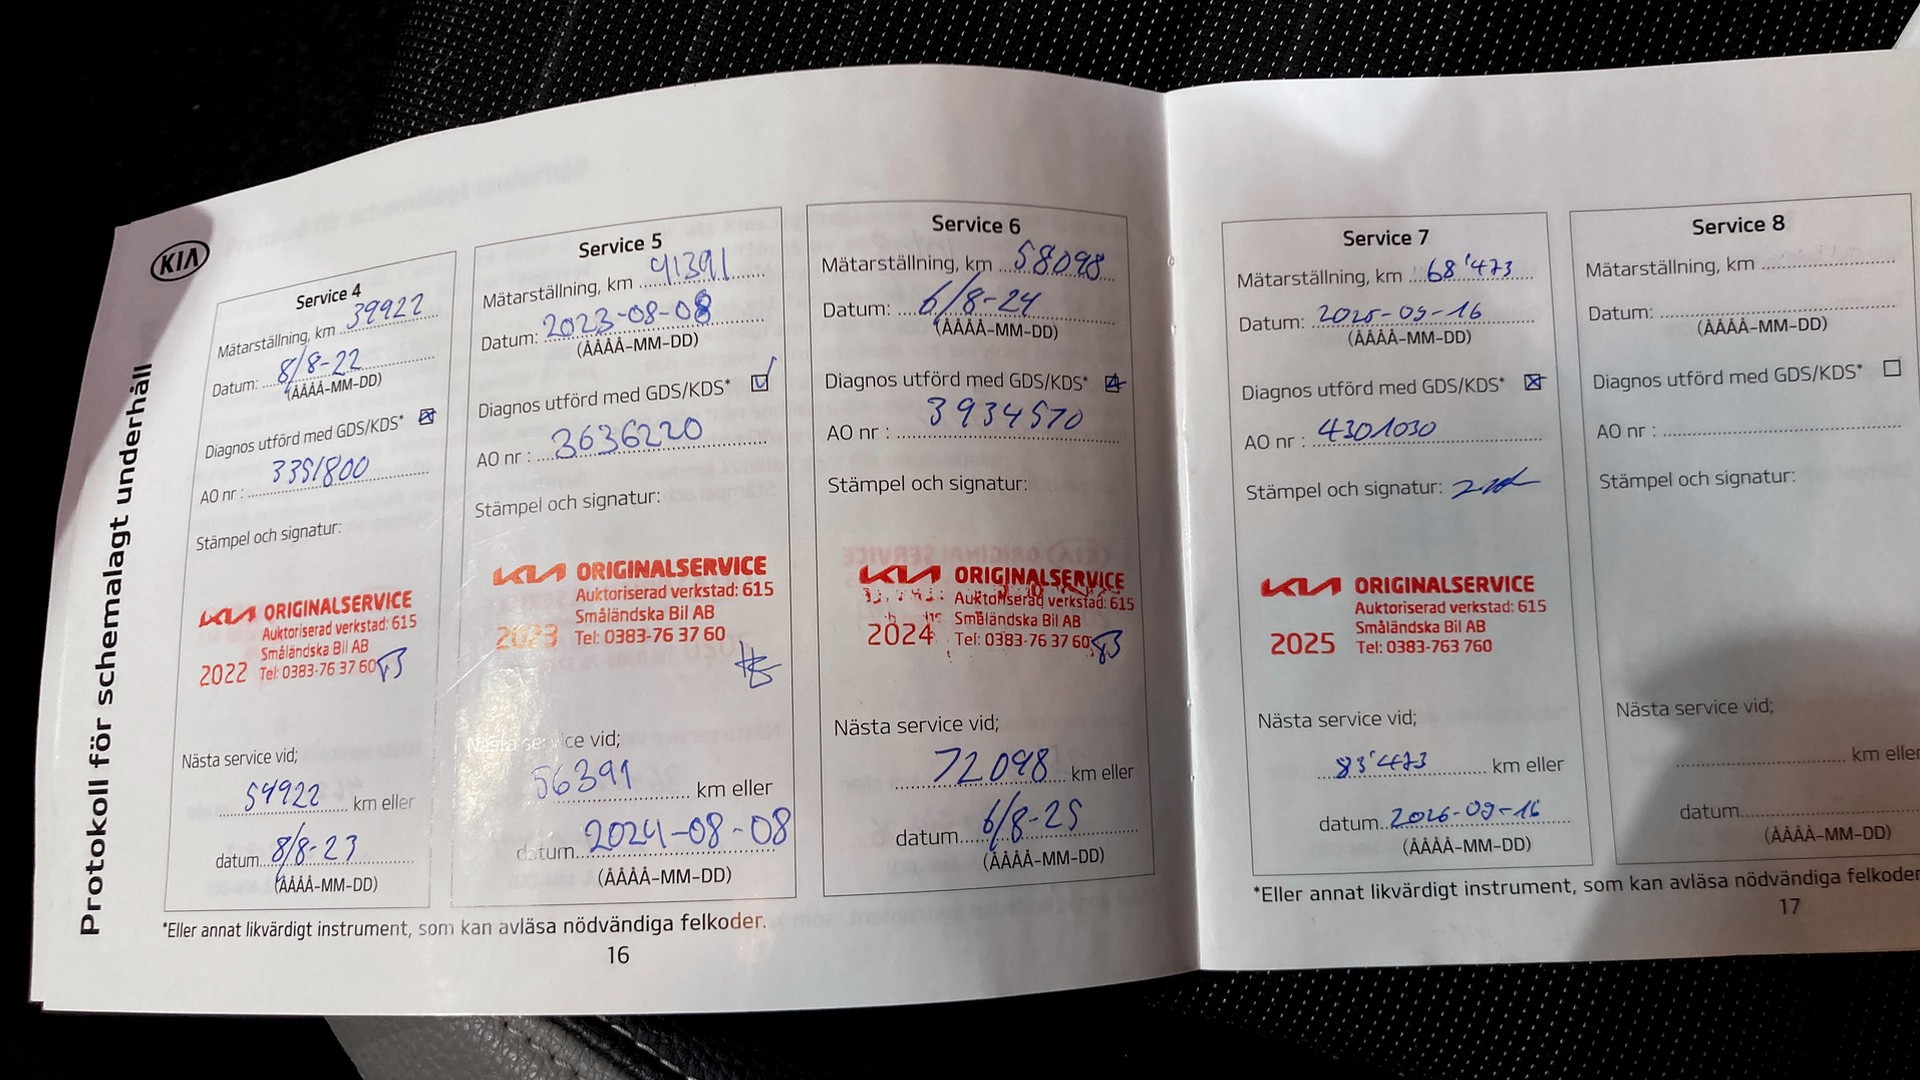 Protokoll för schemalagt underhåll
KIA
Service 4
Mätarställning, km 39922
Datum: 8/8-22
(ÅÅÅÅ-MM-DD)
Diagnos utförd med GDS/KDS*
AO nr : 3351800
Stämpel och signatur:
KIA ORIGINALSERVICE
Auktoriserad verkstad: 615
Småländska Bil AB
2022 Tel: 0383-76 37 60
Nästa service vid;
54922 km eller
datum 8/8-23
(ÅÅÅÅ-MM-DD)
Service 5
Mätarställning, km 41391
Datum: 2023-08-08
(ÅÅÅÅ-MM-DD)
Diagnos utförd med GDS/KDS*
AO nr : 3636220
Stämpel och signatur:
KIA ORIGINALSERVICE
Auktoriserad verkstad: 615
Småländska Bil AB
2023 Tel: 0383-76 37 60
Nästa service vid;
56391 km eller
datum 2024-08-08
(ÅÅÅÅ-MM-DD)
Service 6
Mätarställning, km 58098
Datum: 6/8-24
(ÅÅÅÅ-MM-DD)
Diagnos utförd med GDS/KDS*
AO nr : 3934570
Stämpel och signatur:
KIA ORIGINALSERVICE
Auktoriserad verkstad: 615
Småländska Bil AB
2024 Tel: 0383-76 37 60
Nästa service vid;
72098 km eller
datum 6/8-25
(ÅÅÅÅ-MM-DD)
*Eller annat likvärdigt instrument, som kan avläsa nödvändiga felkoder.
16
Service 7
Mätarställning, km 68'473
Datum: 2025-09-16
(ÅÅÅÅ-MM-DD)
Diagnos utförd med GDS/KDS*
AO nr : 4301030
Stämpel och signatur:
KIA ORIGINALSERVICE
Auktoriserad verkstad: 615
Småländska Bil AB
2025 Tel: 0383-763 760
Nästa service vid;
83'473 km eller
datum 2026-09-16
(ÅÅÅÅ-MM-DD)
Service 8
Mätarställning, km
Datum:
(ÅÅÅÅ-MM-DD)
Diagnos utförd med GDS/KDS*
AO nr :
Stämpel och signatur:
Nästa service vid;
km eller
datum
(ÅÅÅÅ-MM-DD)
*Eller annat likvärdigt instrument, som kan avläsa nödvändiga felkoder
17